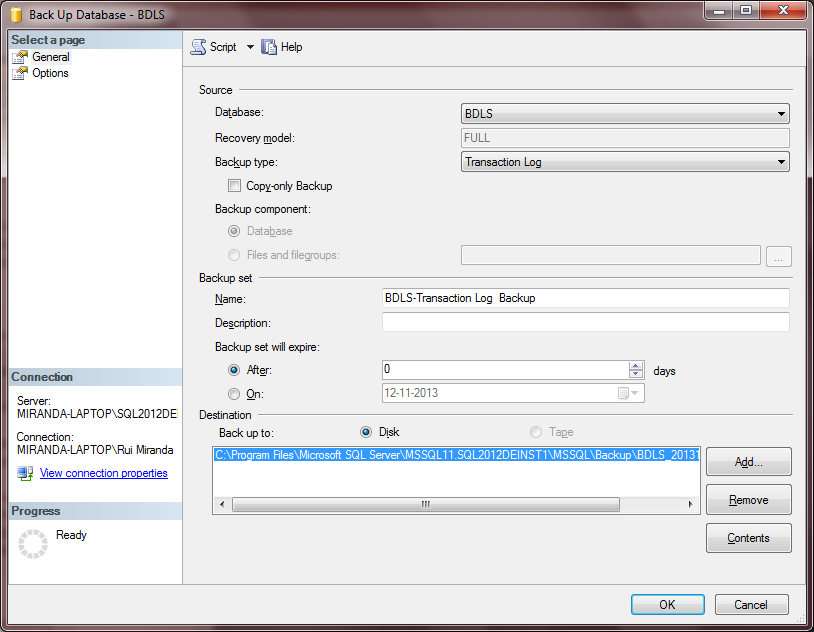 Back Up Database - BDLS
Select a page
General
Options
Script
Help
Source
Database:
BDLS
Recovery model:
FULL
Backup type:
Transaction Log
Copy-only Backup
Backup component:
Database
Files and filegroups:
...
Backup set
Name:
BDLS-Transaction Log Backup
Description:
Backup set will expire:
After:
0
days
On:
12-11-2013
Destination
Back up to:
Disk
Tape
C:\Program Files\Microsoft SQL Server\MSSQL11.SQL2012DEINST1\MSSQL\Backup\BDLS_20131
Add...
Remove
Contents
Connection
Server:
MIRANDA-LAPTOP\SQL2012DEI
Connection:
MIRANDA-LAPTOP\Rui Miranda
View connection properties
Progress
Ready
OK
Cancel